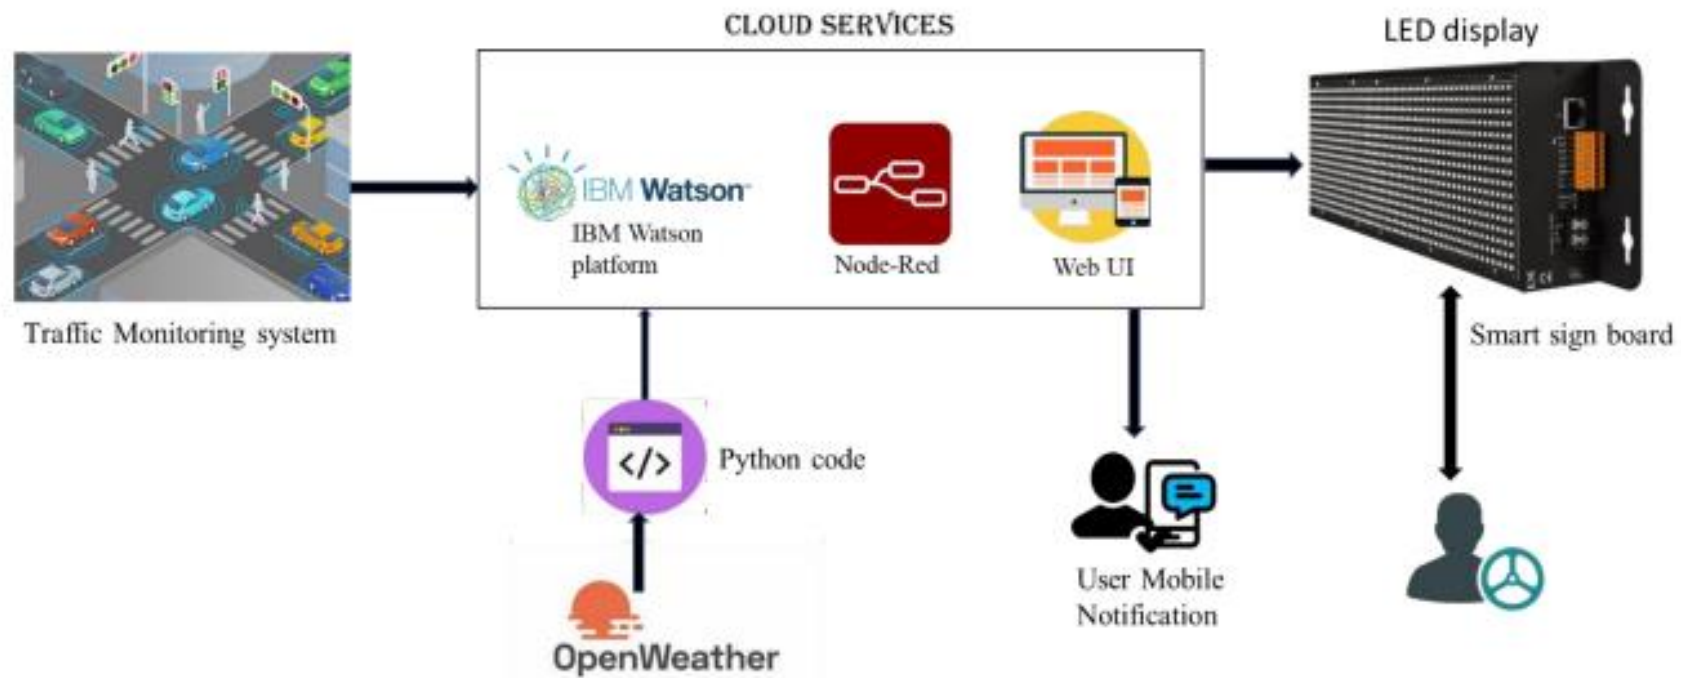 CLOUD SERVICES
LED display
IBM Watson
IBM Watson
platform
Node-Red
Web UI
Traffic Monitoring system
Smart sign board
</>
Python code
User Mobile
Notification
OpenWeather